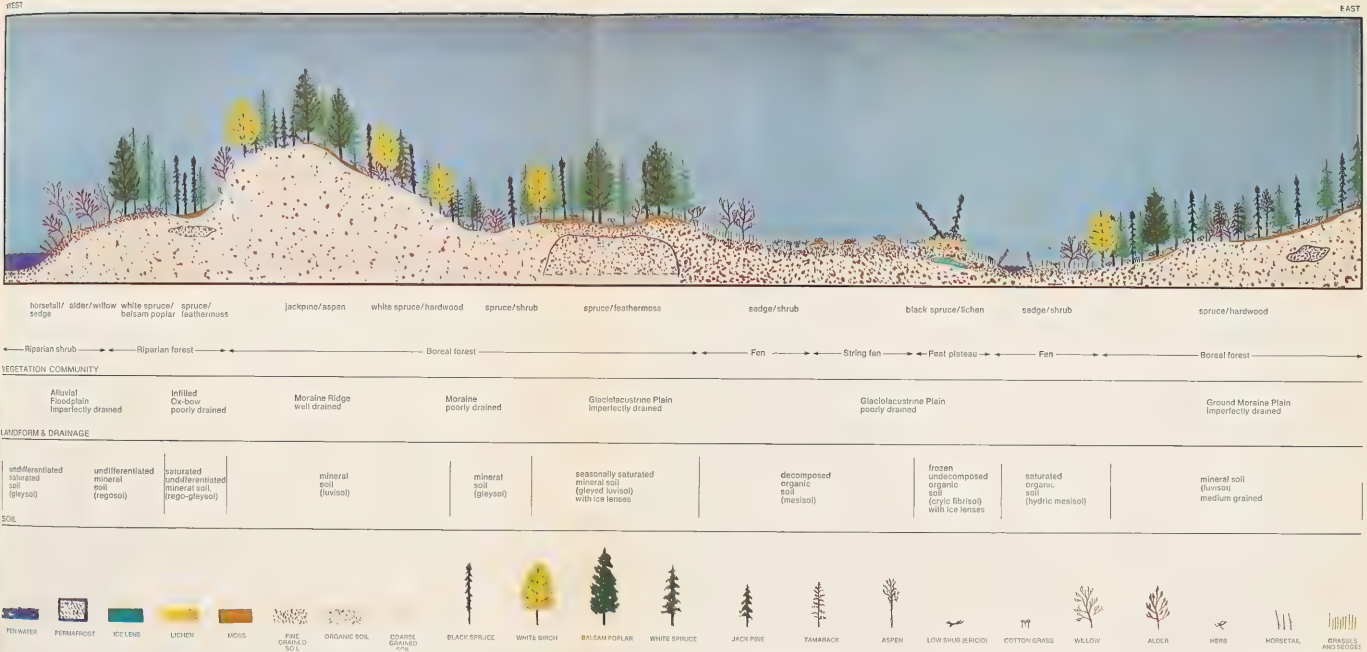 WEST
EAST
horsetail/ alder/willow white spruce/ spruce/ jackpine/aspen white spruce/hardwood spruce/shrub spruce/feathermoss sedge/shrub black spruce/lichen sedge/shrub spruce/hardwood
sedge balsam poplar feathermoss
Riparian shrub Riparian forest Boreal forest Fen String fen Peat plateau Fen Boreal forest
VEGETATION COMMUNITY
Alluvial
Floodplain
Imperfectly drained
Infilled
Ox-bow
poorly drained
Moraine Ridge
well drained
Moraine
poorly drained
Glaciolacustrine Plain
imperfectly drained
Glaciolacustrine Plain
poorly drained
Ground Moraine Plain
imperfectly drained
LANDFORM & DRAINAGE
undifferentiated
saturated
soil
(gleysol)
undifferentiated
mineral
soil
(regosol)
saturated
undifferentiated
mineral soil,
(rego-gleysol)
mineral
soil
(luvisol)
mineral
soil
(gleysol)
seasonally saturated
mineral soil
(gleyed luvisol)
with ice lenses
decomposed
organic
soil
(mesisol)
frozen
undecomposed
organic
soil
(cryic fibrisol)
with ice lenses
saturated
organic
soil
(hydric mesisol)
mineral soil
(luvisol)
medium grained
SOIL
WATER
PERMAFROST
ICE LENS
LICHEN
MOSS
FINE
GRAINED
SOIL
ORGANIC SOIL
COARSE
GRAINED
SOIL
BLACK SPRUCE
WHITE BIRCH
BALSAM POPLAR
WHITE SPRUCE
JACK PINE
TAMARACK
ASPEN
LOW SHRUB (ERICOID)
COTTON GRASS
WILLOW
ALDER
HERB
HORSETAIL
GRASSES
AND SEDGES